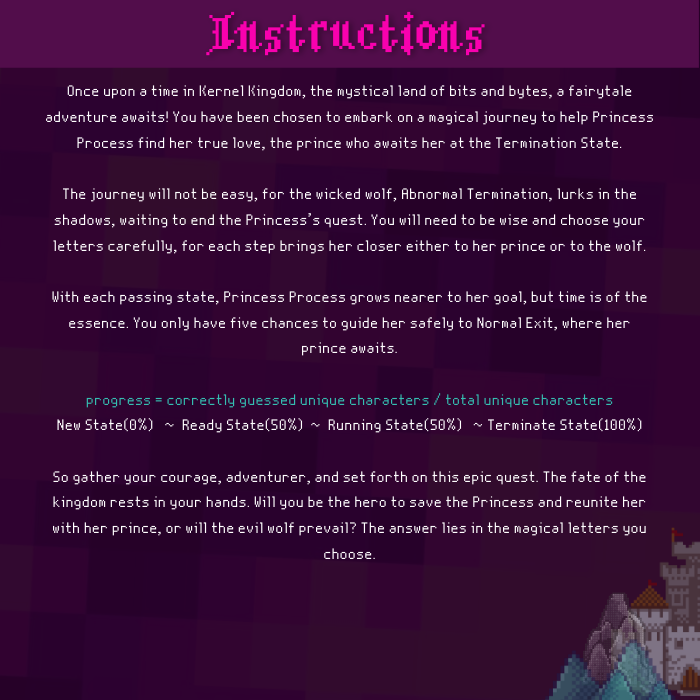 Instructions
Once upon a time in Kernel Kingdom, the mystical land of bits and bytes, a fairytale
adventure awaits! You have been chosen to embark on a magical journey to help Princess
Process find her true love, the prince who awaits her at the Termination State.
The journey will not be easy, for the wicked wolf, Abnormal Termination, lurks in the
shadows, waiting to end the Princess's quest. You will need to be wise and choose your
letters carefully, for each step brings her closer either to her prince or to the wolf.
With each passing state, Princess Process grows nearer to her goal, but time is of the
essence. You only have five chances to guide her safely to Normal Exit, where her
prince awaits.
progress = correctly guessed unique characters / total unique characters
New State(0%) ~ Ready State(50%) ~ Running State(50%) ~ Terminate State(100%)
So gather your courage, adventurer, and set forth on this epic quest. The fate of the
kingdom rests in your hands. Will you be the hero to save the Princess and reunite her
with her prince, or will the evil wolf prevail? The answer lies in the magical letters you
choose.